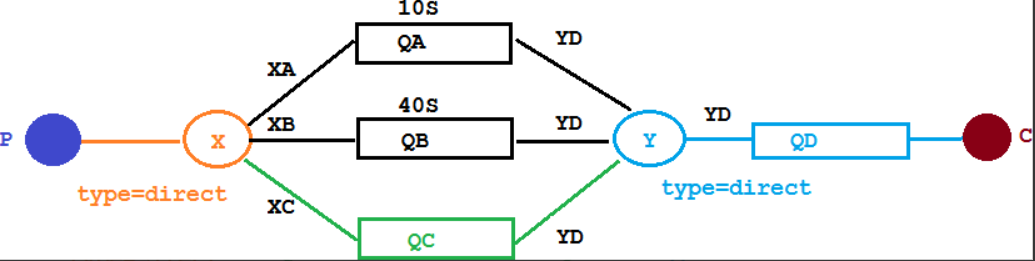 10S
QA
YD
XA
40S
YD
XB
YD
P
X
QB
Y
QD
C
type=direct
type=direct
XC
QC
YD